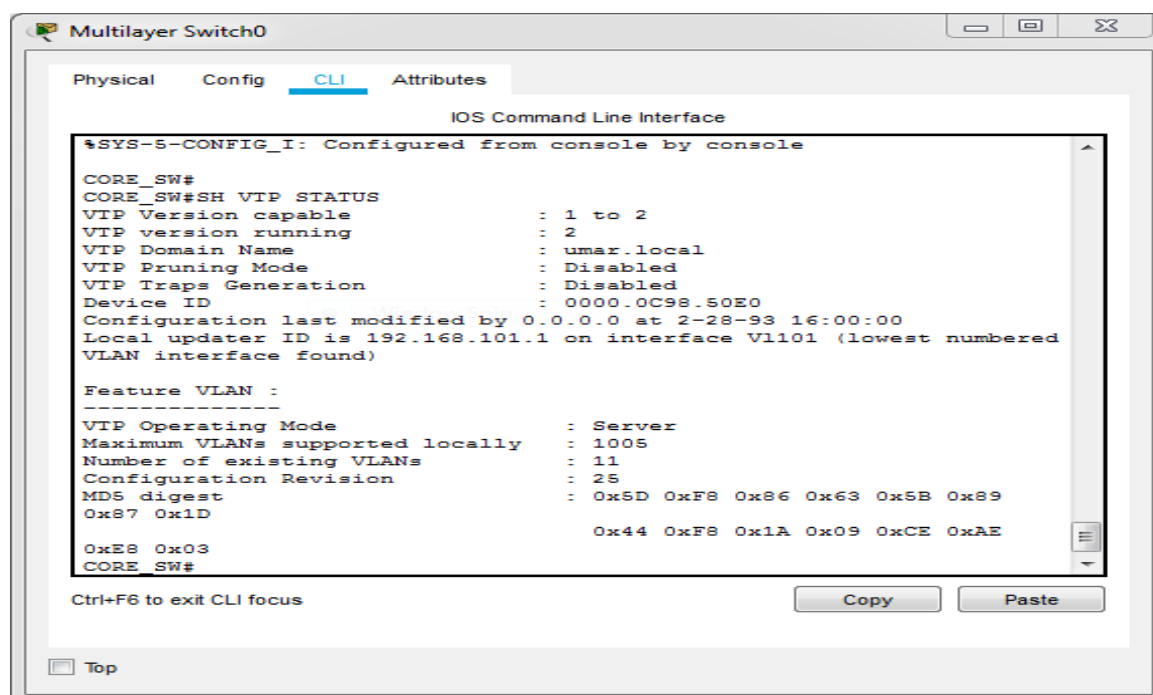 Multilayer Switch0
Physical Config CLI Attributes
IOS Command Line Interface
%SYS-5-CONFIG_I: Configured from console by console
CORE_SW#
CORE_SW#SH VTP STATUS
VTP Version capable : 1 to 2
VTP version running : 2
VTP Domain Name : umar.local
VTP Pruning Mode : Disabled
VTP Traps Generation : Disabled
Device ID : 0000.0C98.50E0
Configuration last modified by 0.0.0.0 at 2-28-93 16:00:00
Local updater ID is 192.168.101.1 on interface Vl101 (lowest numbered
VLAN interface found)
Feature VLAN :
--------------
VTP Operating Mode : Server
Maximum VLANs supported locally : 1005
Number of existing VLANs : 11
Configuration Revision : 25
MD5 digest : 0x5D 0xF8 0x86 0x63 0x5B 0x89
0x87 0x1D
0x44 0xF8 0x1A 0x09 0xCE 0xAE
0xE8 0x03
CORE_SW#
Ctrl+F6 to exit CLI focus
Copy Paste
Top